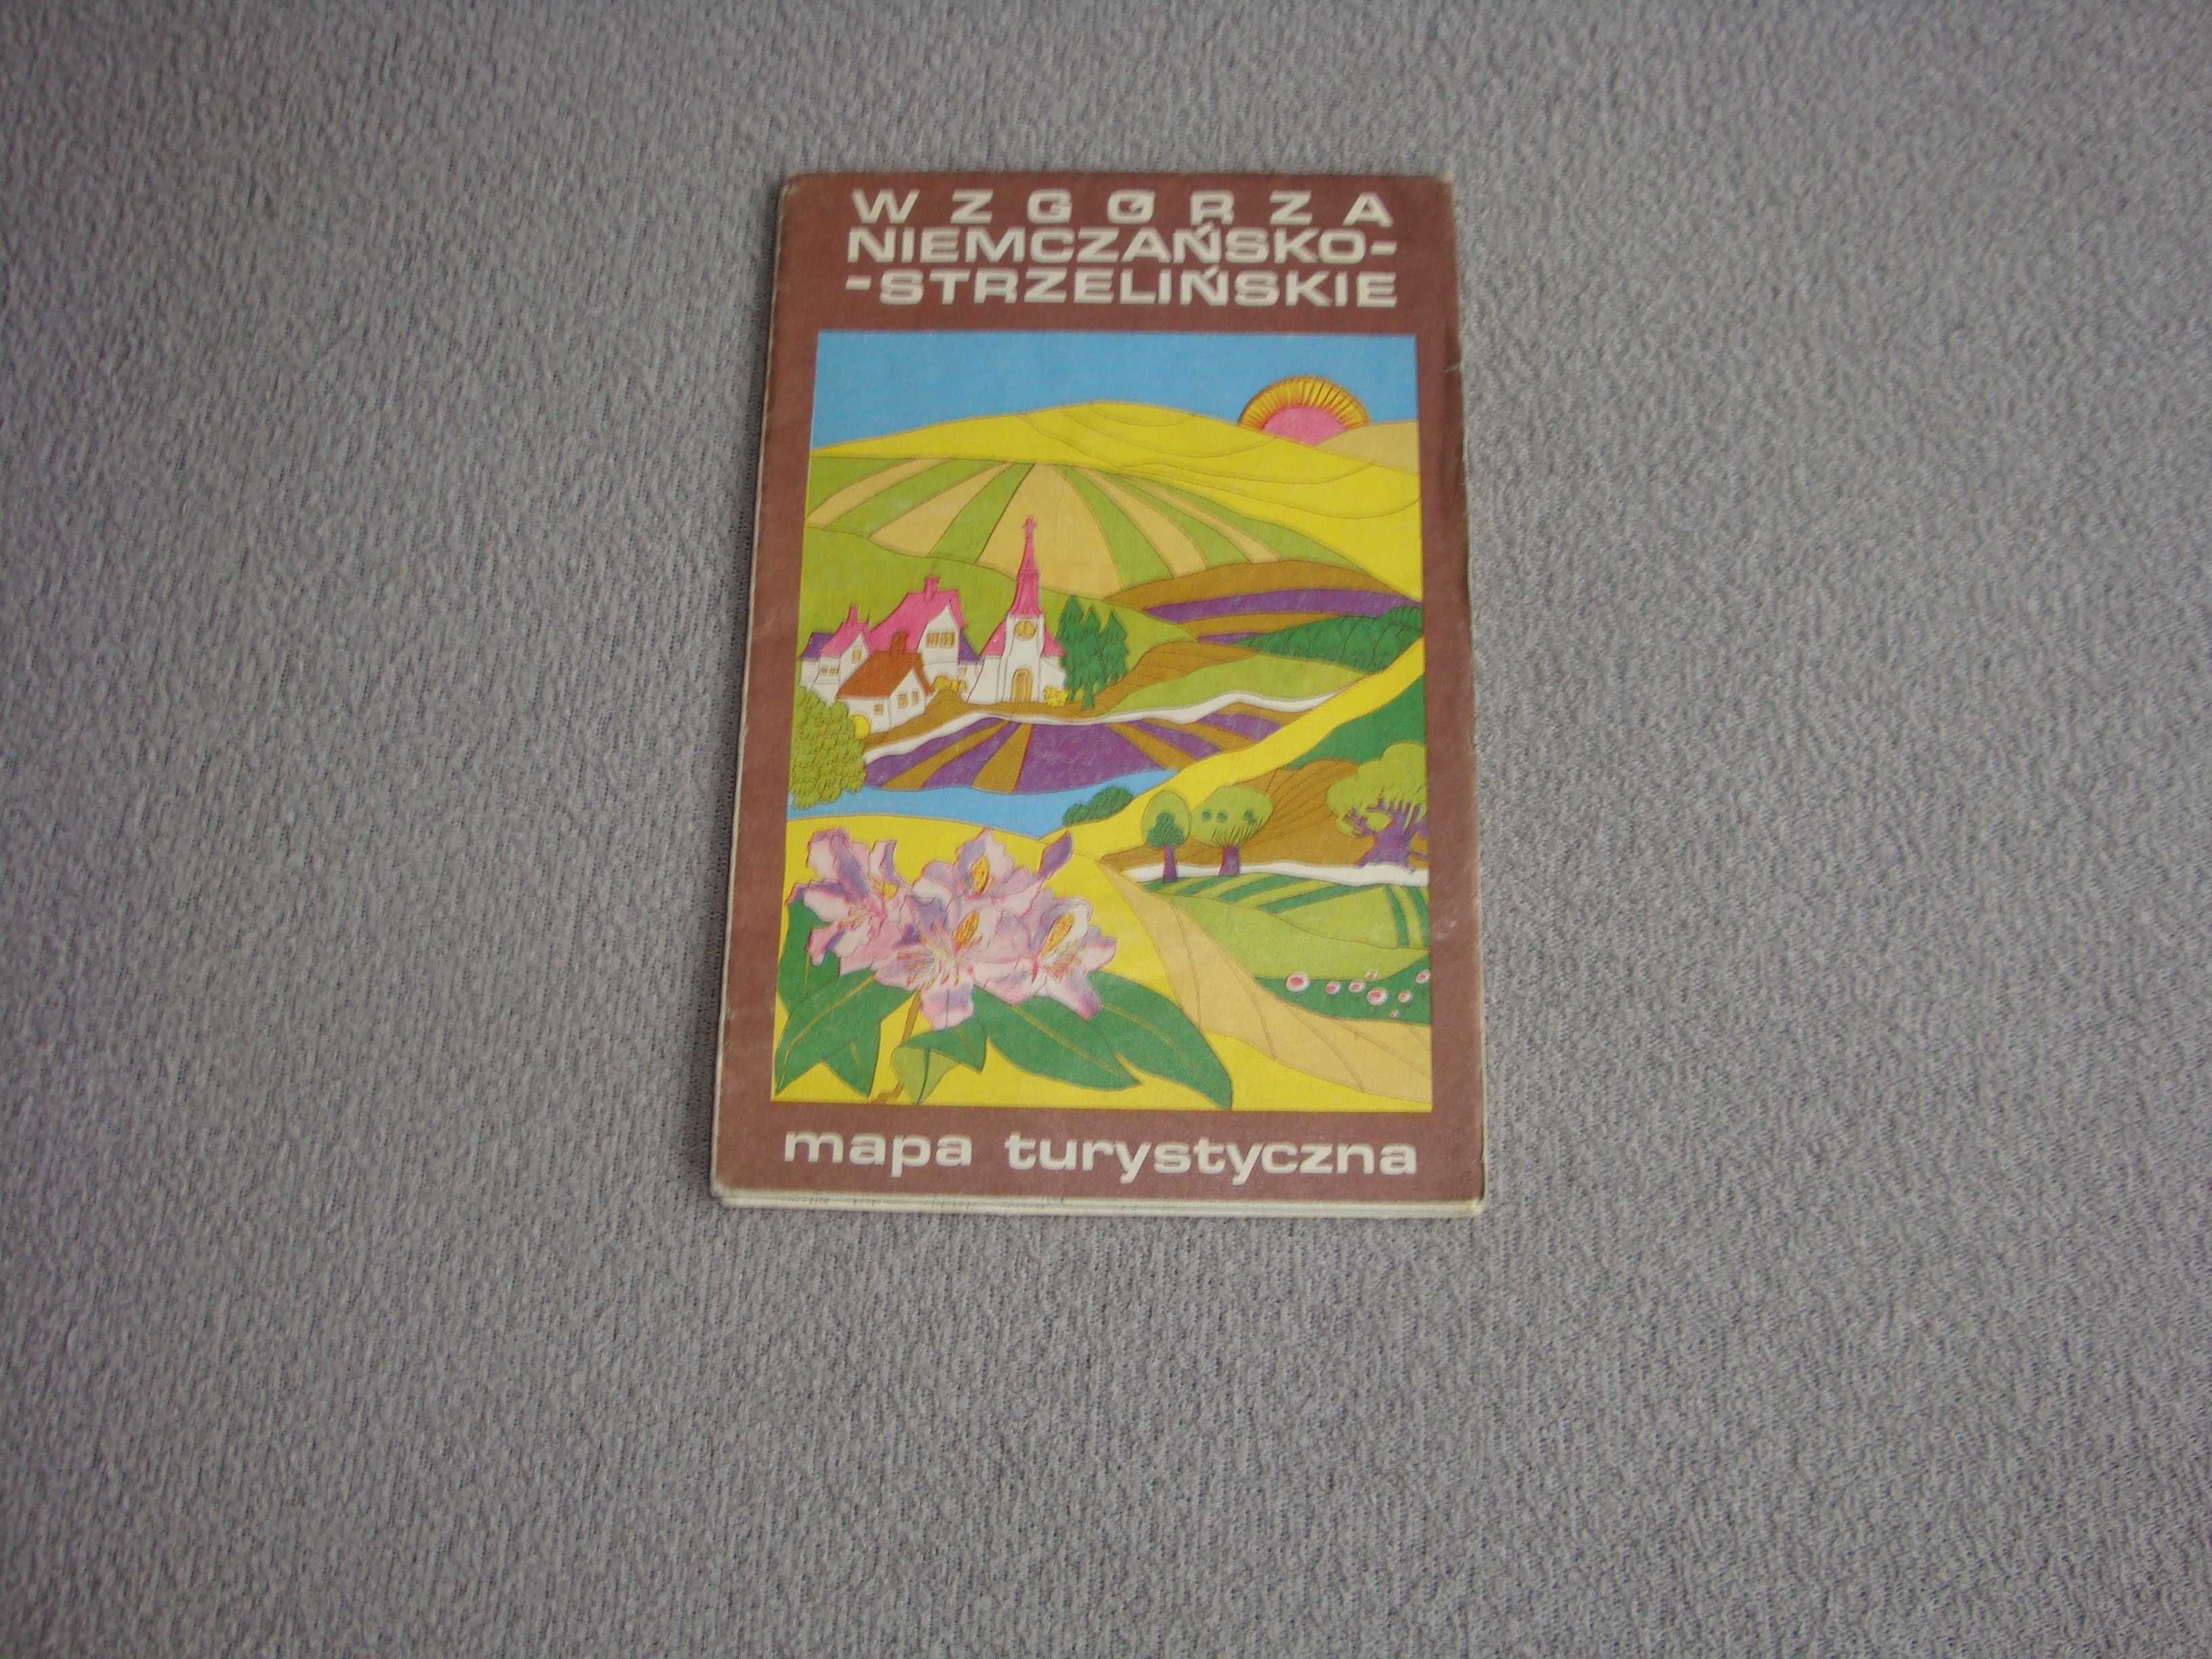 WZGÓRZA
NIEMCZAŃSKO-
-STRZELIŃSKIE
mapa turystyczna